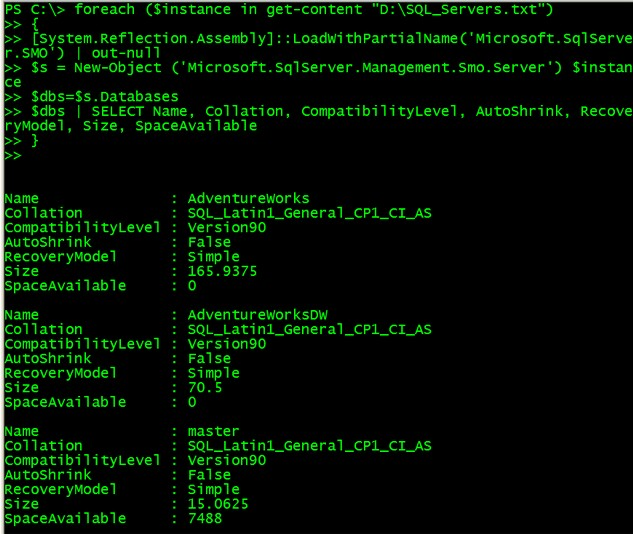 PS C:\> foreach ($instance in get-content "D:\SQL_Servers.txt")
>> {
>> [System.Reflection.Assembly]::LoadWithPartialName('Microsoft.SqlServe
r.SMO') | out-null
>> $s = New-Object ('Microsoft.SqlServer.Management.Smo.Server') $instan
ce
>> $dbs=$s.Databases
>> $dbs | SELECT Name, Collation, CompatibilityLevel, AutoShrink, Recove
ryModel, Size, SpaceAvailable
>> }
>>
Name : AdventureWorks
Collation : SQL_Latin1_General_CP1_CI_AS
CompatibilityLevel : Version90
AutoShrink : False
RecoveryModel : Simple
Size : 165.9375
SpaceAvailable : 0
Name : AdventureWorksDW
Collation : SQL_Latin1_General_CP1_CI_AS
CompatibilityLevel : Version90
AutoShrink : False
RecoveryModel : Simple
Size : 70.5
SpaceAvailable : 0
Name : master
Collation : SQL_Latin1_General_CP1_CI_AS
CompatibilityLevel : Version90
AutoShrink : False
RecoveryModel : Simple
Size : 15.0625
SpaceAvailable : 7488